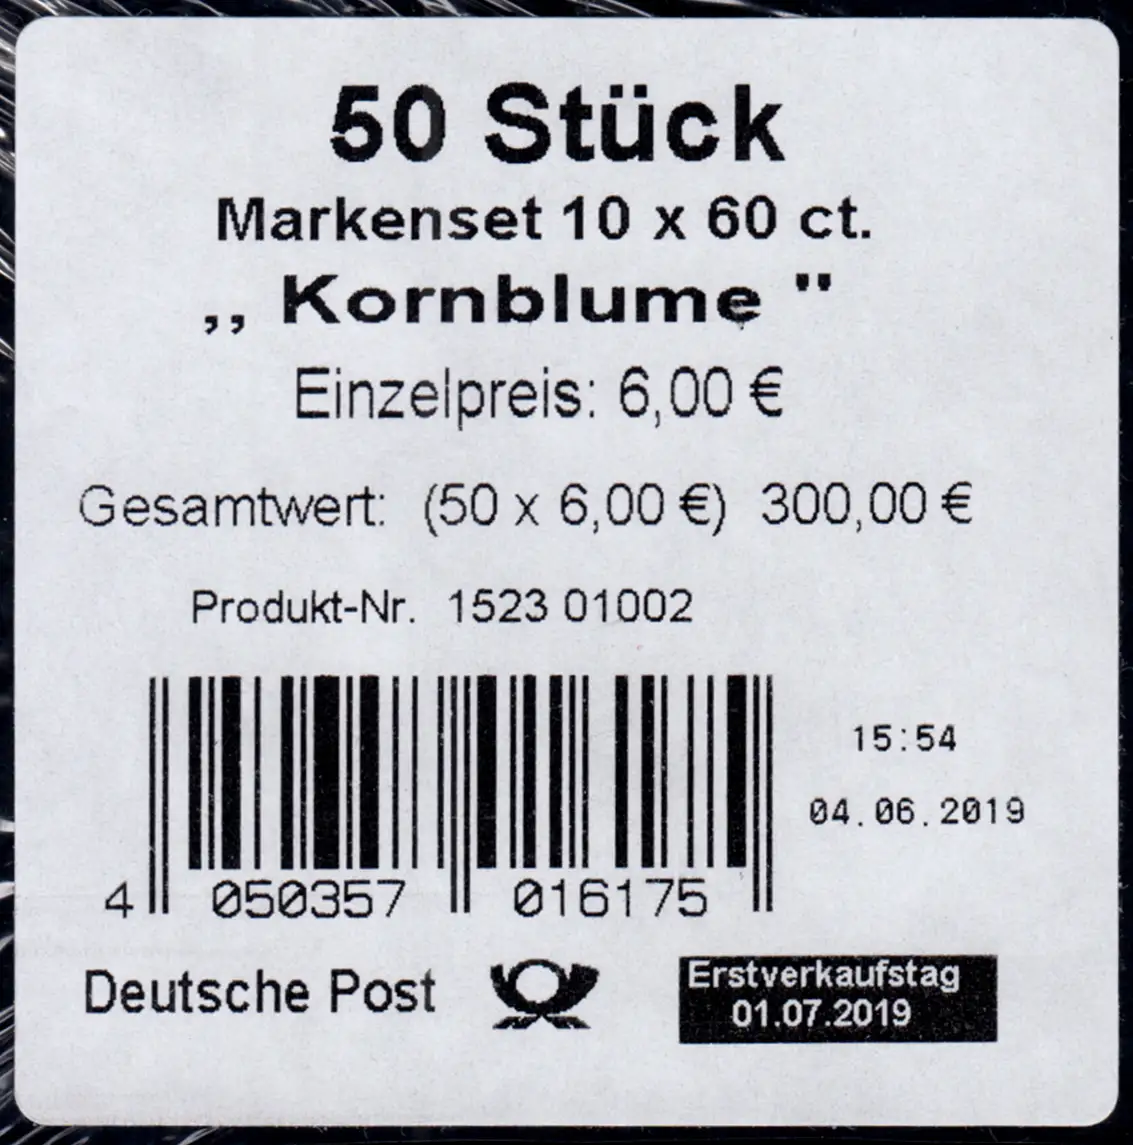 50 Stück
Markenset 10 x 60 ct.
,, Kornblume "
Einzelpreis: 6,00 €
Gesamtwert: (50 x 6,00 €) 300,00 €
Produkt-Nr. 1523 01002
15:54
04.06.2019
4 050357 016175
Deutsche Post
Erstverkaufstag
01.07.2019